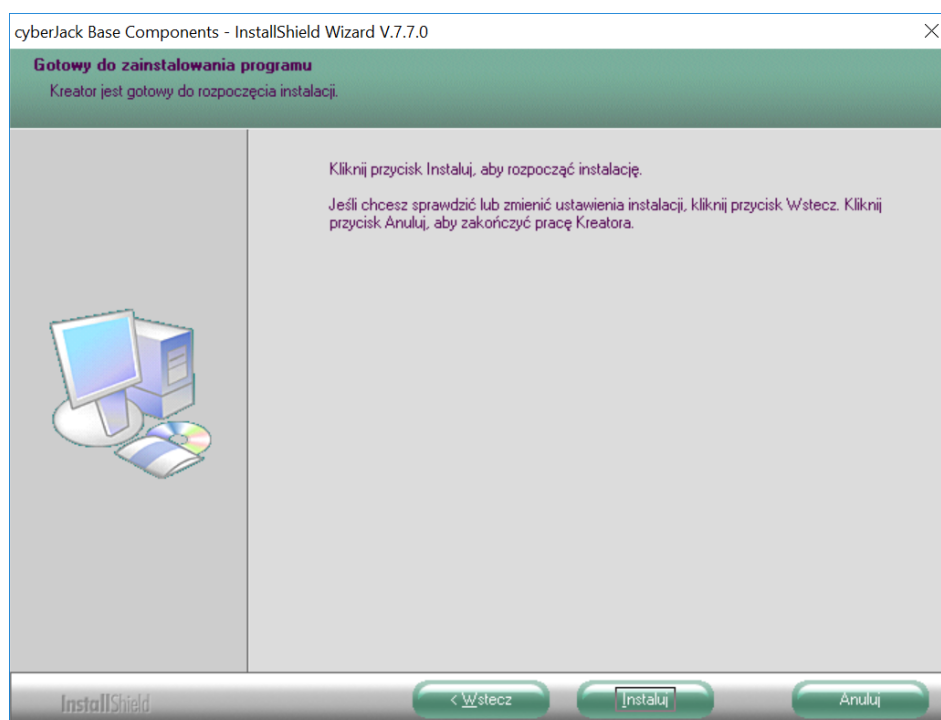 cyberJack Base Components - InstallShield Wizard V.7.7.0
Gotowy do zainstalowania programu
Kreator jest gotowy do rozpoczęcia instalacji.
Kliknij przycisk Instaluj, aby rozpocząć instalację.
Jeśli chcesz sprawdzić lub zmienić ustawienia instalacji, kliknij przycisk Wstecz. Kliknij
przycisk Anuluj, aby zakończyć pracę Kreatora.
InstallShield
< Wstecz
Instaluj
Anuluj